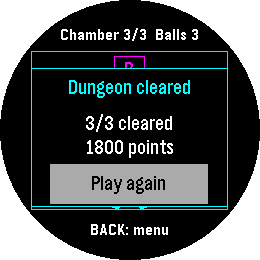 Chamber 3/3 Balls 3
Dungeon cleared
3/3 cleared
1800 points
Play again
BACK: menu